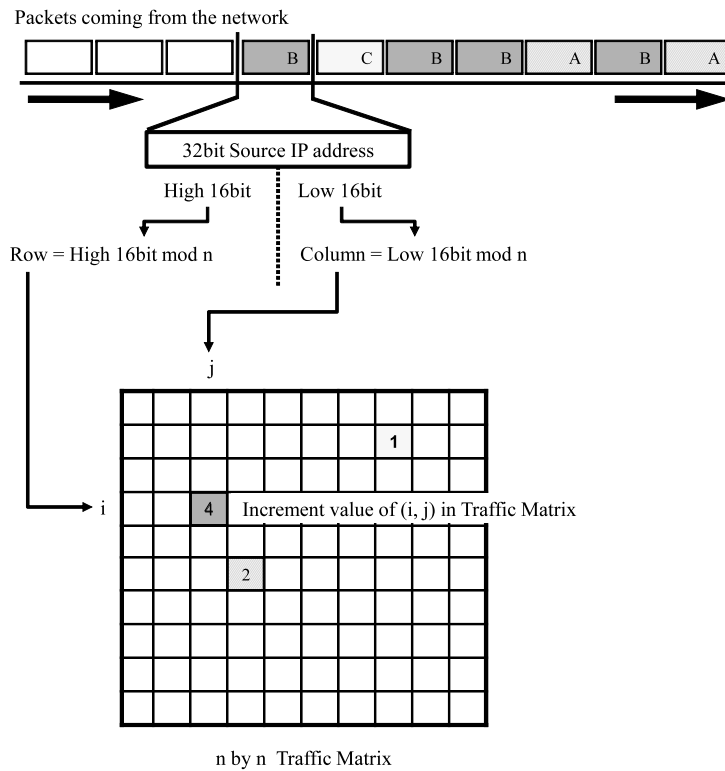 Packets coming from the network
B C B B A B A
32bit Source IP address
High 16bit Low 16bit
Row = High 16bit mod n Column = Low 16bit mod n
j
1
i 4 Increment value of (i, j) in Traffic Matrix
2
n by n Traffic Matrix